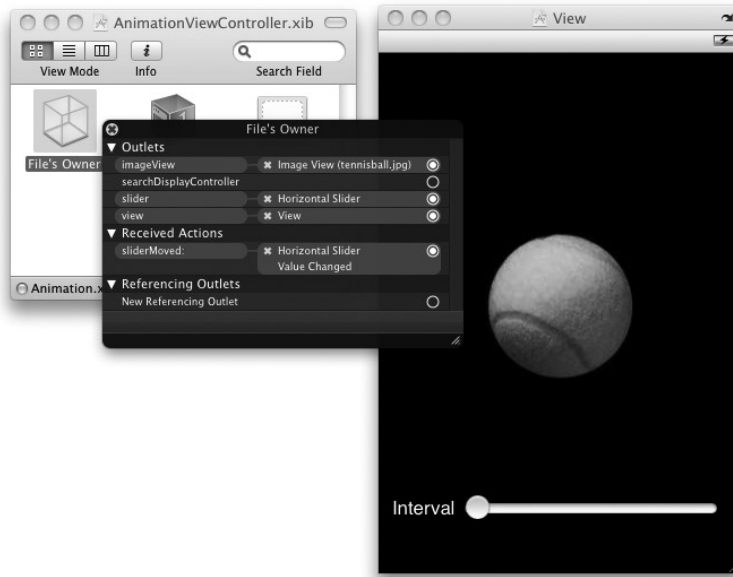 AnimationViewController.xib
View Mode
Info
Search Field
File's Owner
File's Owner
Outlets
imageView
Image View (tennisball.jpg)
searchDisplayController
slider
Horizontal Slider
view
View
Received Actions
sliderMoved:
Horizontal Slider
Value Changed
Referencing Outlets
New Referencing Outlet
View
Interval